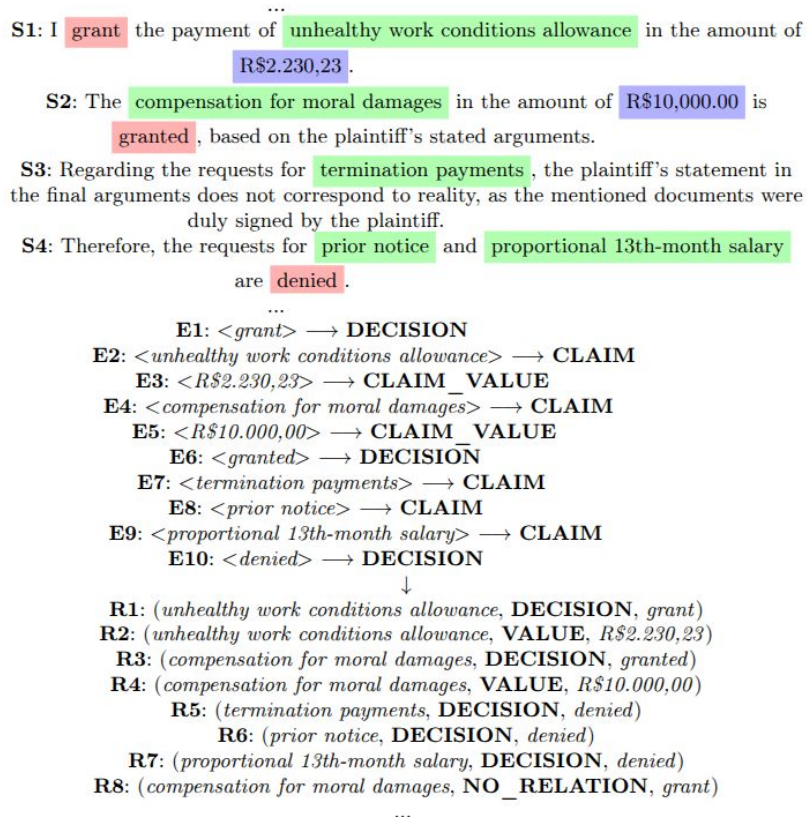 ...
S1: I grant the payment of unhealthy work conditions allowance in the amount of
R$2.230,23 .
S2: The compensation for moral damages in the amount of R$10,000.00 is
granted , based on the plaintiff's stated arguments.
S3: Regarding the requests for termination payments , the plaintiff's statement in
the final arguments does not correspond to reality, as the mentioned documents were
duly signed by the plaintiff.
S4: Therefore, the requests for prior notice and proportional 13th-month salary
are denied .
...
E1: <grant> ⟶ DECISION
E2: <unhealthy work conditions allowance> ⟶ CLAIM
E3: <R$2.230,23> ⟶ CLAIM_VALUE
E4: <compensation for moral damages> ⟶ CLAIM
E5: <R$10.000,00> ⟶ CLAIM_VALUE
E6: <granted> ⟶ DECISION
E7: <termination payments> ⟶ CLAIM
E8: <prior notice> ⟶ CLAIM
E9: <proportional 13th-month salary> ⟶ CLAIM
E10: <denied> ⟶ DECISION
↓
R1: (unhealthy work conditions allowance, DECISION, grant)
R2: (unhealthy work conditions allowance, VALUE, R$2.230,23)
R3: (compensation for moral damages, DECISION, granted)
R4: (compensation for moral damages, VALUE, R$10.000,00)
R5: (termination payments, DECISION, denied)
R6: (prior notice, DECISION, denied)
R7: (proportional 13th-month salary, DECISION, denied)
R8: (compensation for moral damages, NO_RELATION, grant)
...